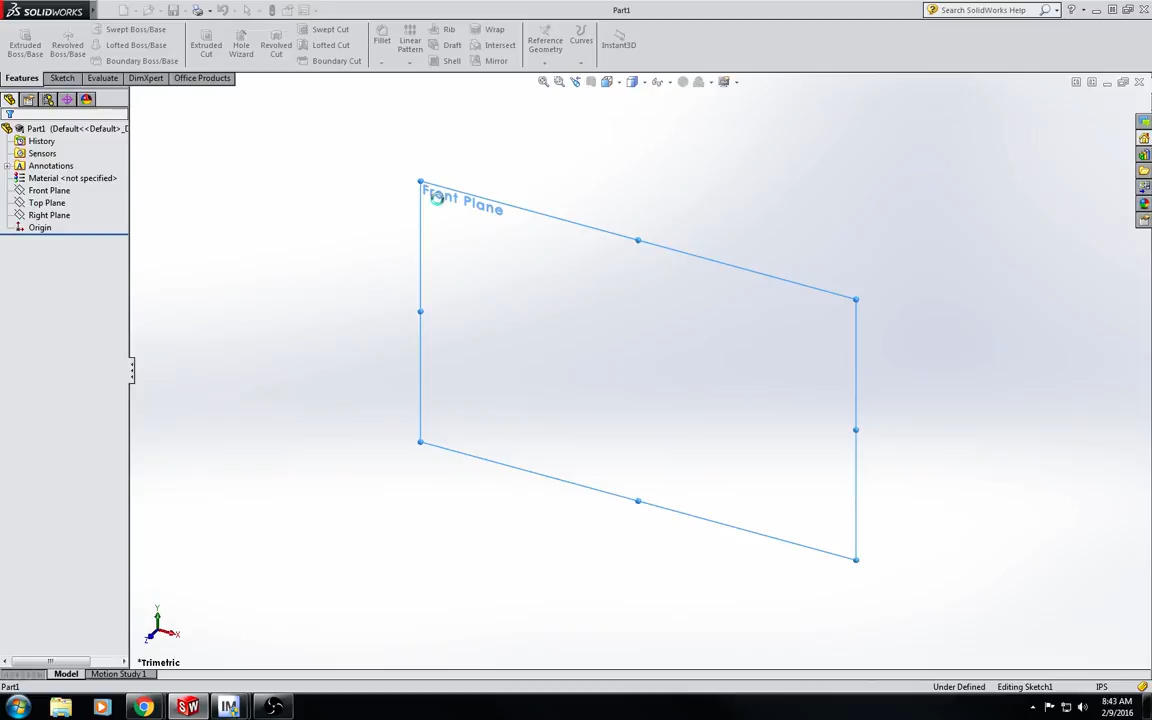 SOLIDWORKS
Part1
Search SolidWorks Help
Extruded Boss/Base
Revolved Boss/Base
Swept Boss/Base
Lofted Boss/Base
Boundary Boss/Base
Extruded Cut
Hole Wizard
Revolved Cut
Swept Cut
Lofted Cut
Boundary Cut
Fillet
Linear Pattern
Rib
Draft
Shell
Wrap
Intersect
Mirror
Reference Geometry
Curves
Instant3D
Features
Sketch
Evaluate
DimXpert
Office Products
Part1 (Default<<Default>_D
History
Sensors
Annotations
Material <not specified>
Front Plane
Top Plane
Right Plane
Origin
Front Plane
Y
X
Z
*Trimetric
Model
Motion Study 1
Part1
Under Defined
Editing Sketch1
IPS
8:43 AM
2/9/2016